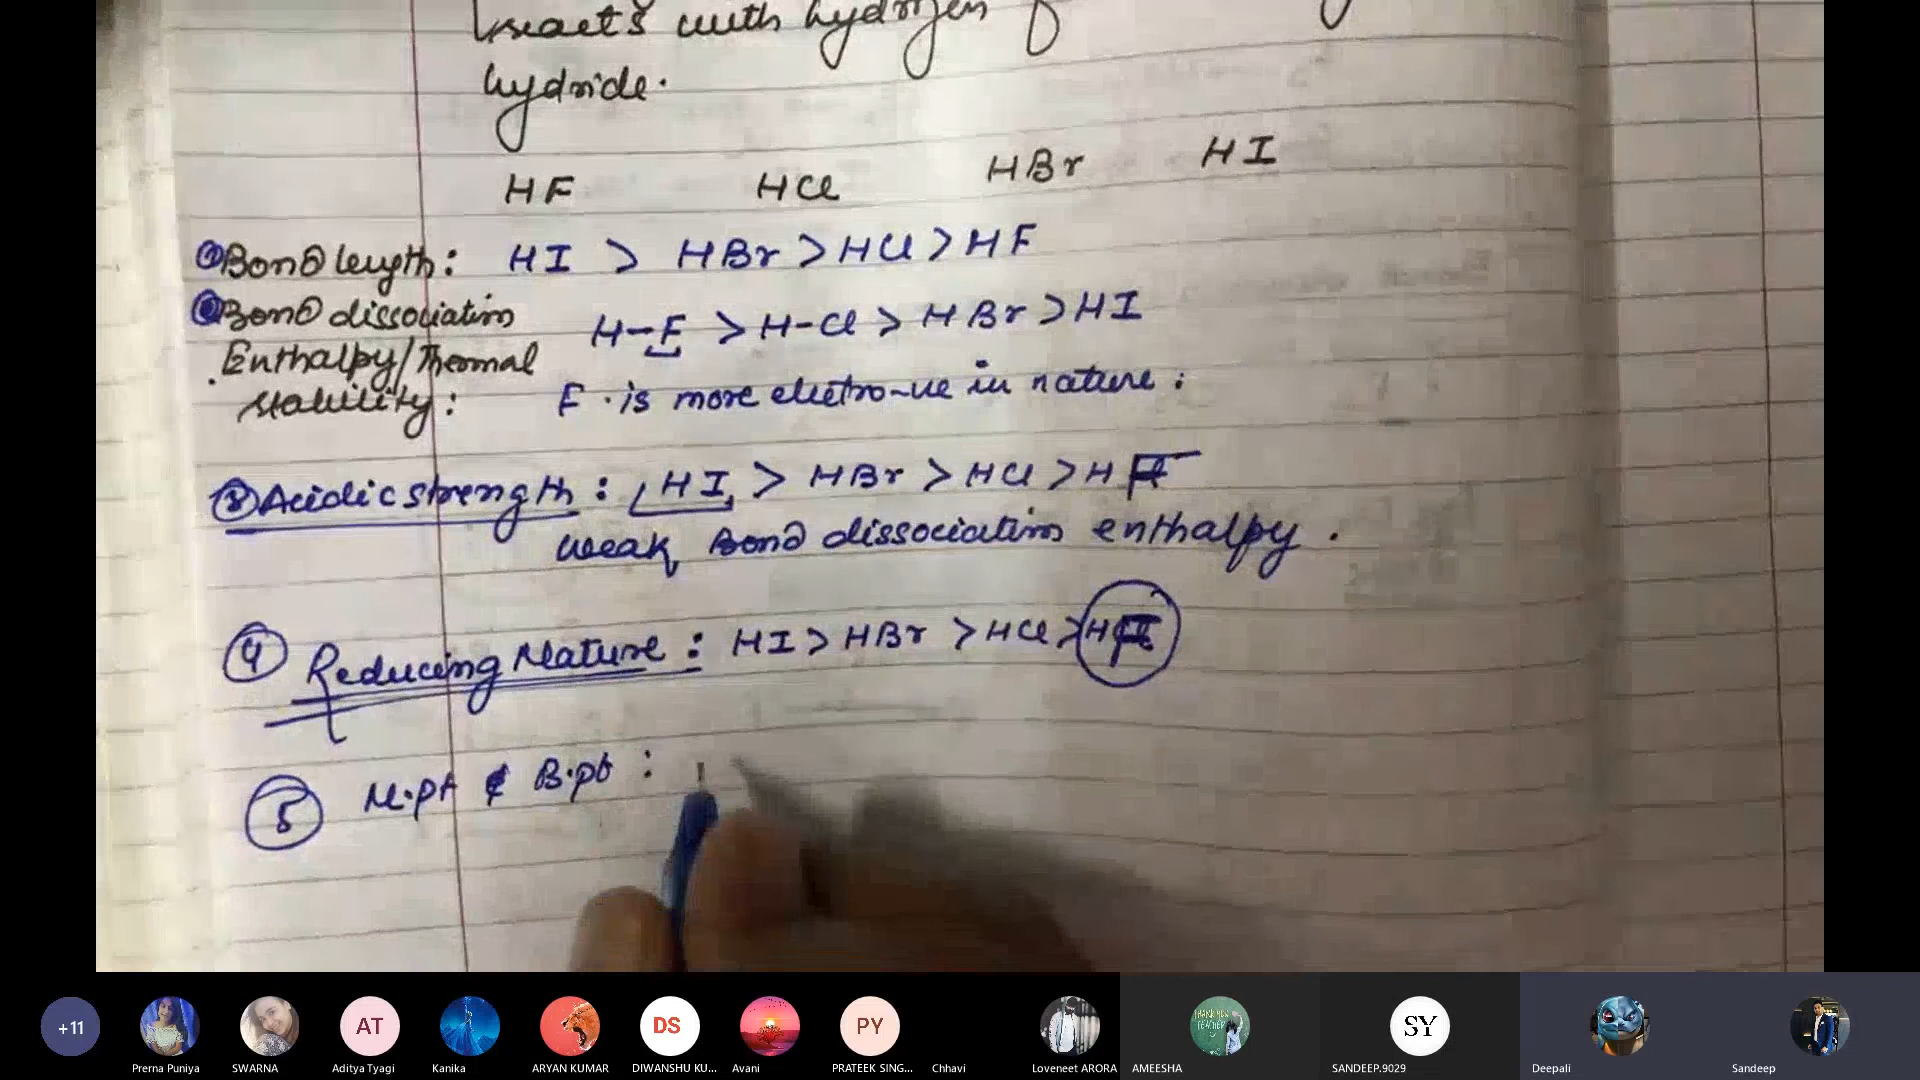 reacts with hydrogen
hydride.
HF HCl HBr HI
① Bond length: HI > HBr > HCl > HF
Bond dissociation
Enthalpy/Thermal
stability:
H-F > H-Cl > HBr > HI
F is more electro-ve in nature:
③ Acidic strength: HI > HBr > HCl > HF
weak Bond dissociation enthalpy.
④ Reducing Nature: HI > HBr > HCl > HF
⑤ M.pt & B.pt:
+11 AT DS PY SY
Prerna Puniya SWARNA Aditya Tyagi Kanika ARYAN KUMAR DIWANSHU KU... Avani PRATEEK SING... Chhavi Loveneet ARORA AMEESHA SANDEEP.9029 Deepali Sandeep